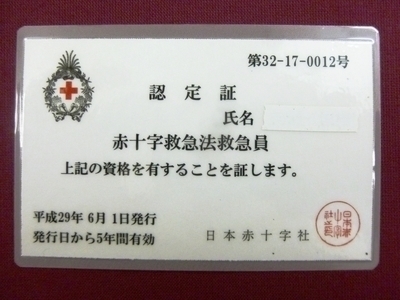 第32-17-0012号
認定証
氏名
赤十字救急法救急員
上記の資格を有することを証します。
平成29年 6月 1日発行
発行日から5年間有効
日本赤十字社